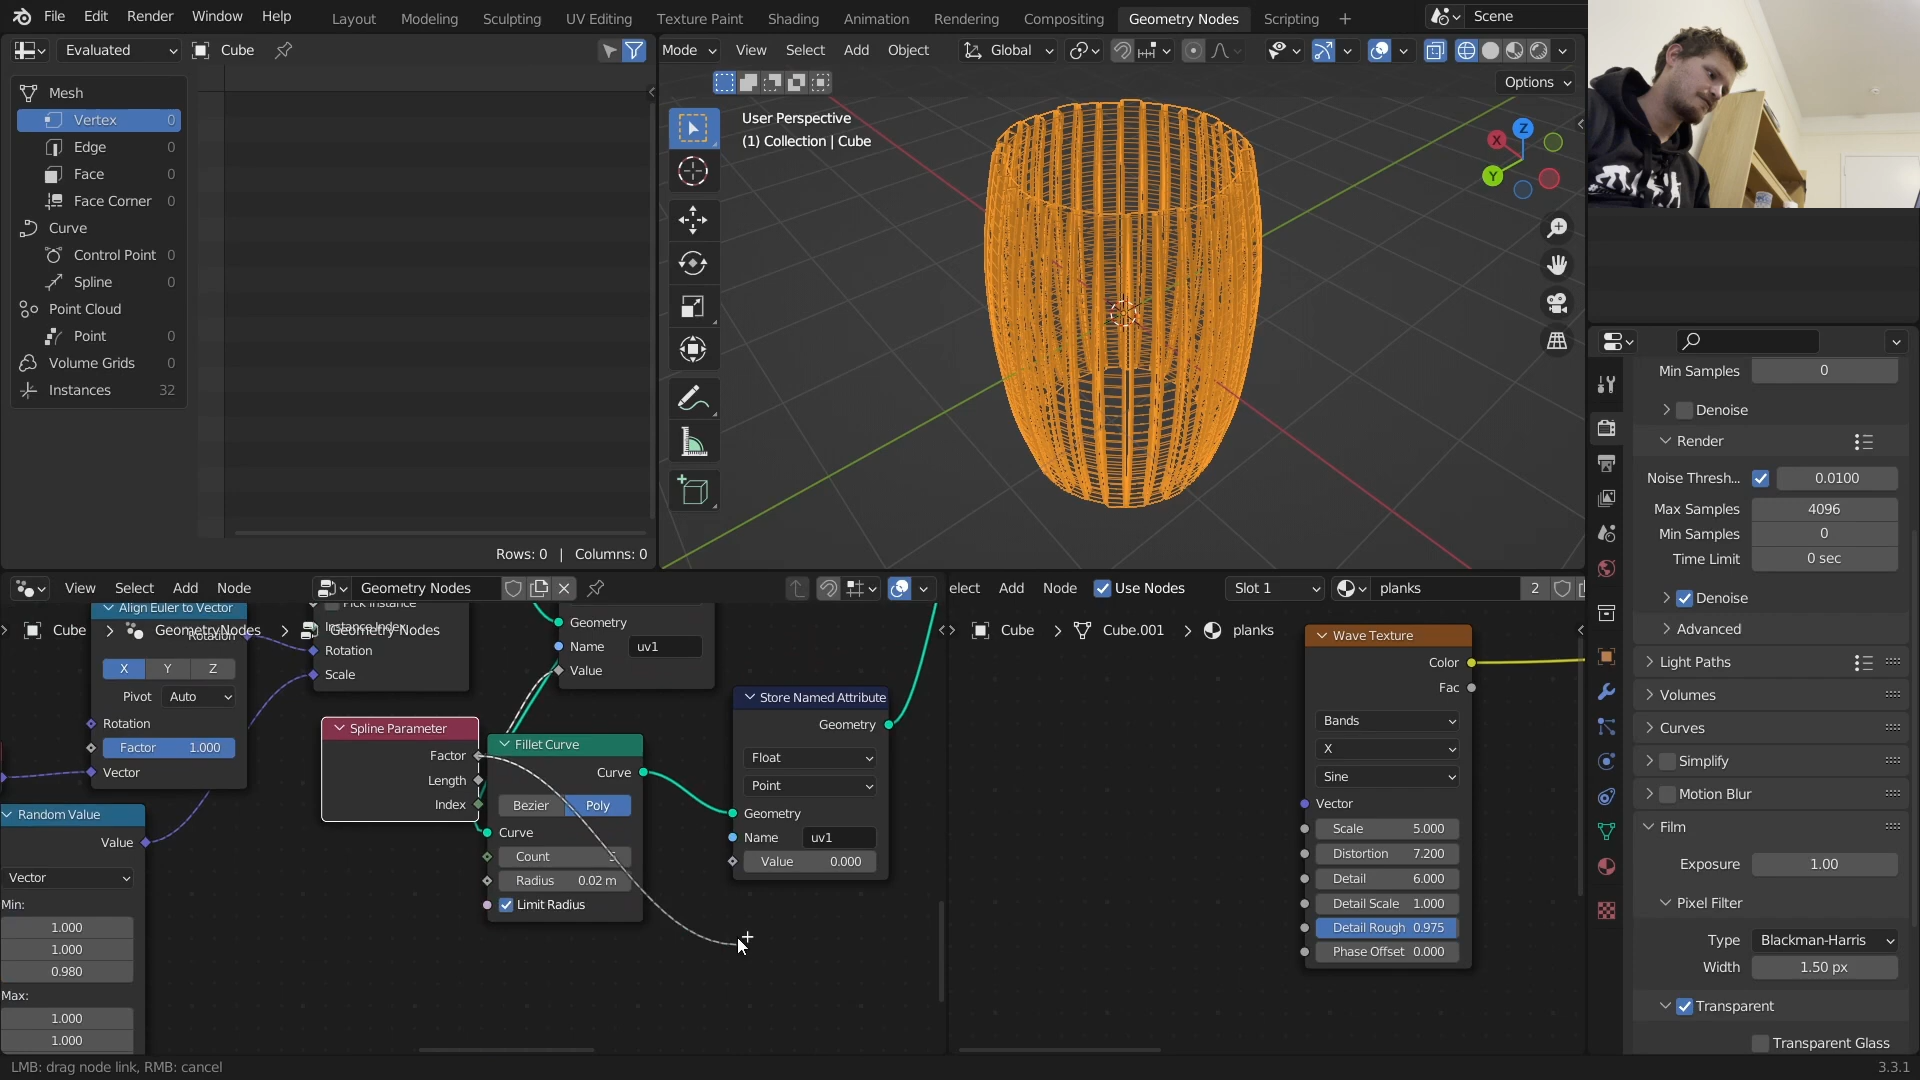 File Edit Render Window Help Layout Modeling Sculpting UV Editing Texture Paint Shading Animation Rendering Compositing Geometry Nodes Scripting + Scene
Evaluated Cube
Mode View Select Add Object Global
Options
Mesh
Vertex 0
Edge 0
Face 0
Face Corner 0
Curve
Control Point 0
Spline 0
Point Cloud
Point 0
Volume Grids 0
Instances 32
Rows: 0 | Columns: 0
User Perspective
(1) Collection | Cube
Z
X
Y
View Select Add Node Geometry Nodes
Cube > GeometryNodes > Geometry Nodes
Align Euler to Vector
Rotation
X Y Z
Pivot Auto
Rotation
Factor 1.000
Vector
Pick Instance
Instance Index
Rotation
Scale
Random Value
Value
Vector
Min:
1.000
1.000
0.980
Max:
1.000
1.000
Spline Parameter
Factor
Length
Index
Fillet Curve
Curve
Bezier Poly
Curve
Count
Radius 0.02 m
Limit Radius
Geometry
Name uv1
Value
Store Named Attribute
Geometry
Float
Point
Geometry
Name uv1
Value 0.000
elect Add Node Use Nodes Slot 1 planks 2
Cube > Cube.001 > planks
Wave Texture
Color
Fac
Bands
X
Sine
Vector
Scale 5.000
Distortion 7.200
Detail 6.000
Detail Scale 1.000
Detail Rough 0.975
Phase Offset 0.000
Min Samples 0
Denoise
Render
Noise Thresh... 0.0100
Max Samples 4096
Min Samples 0
Time Limit 0 sec
Denoise
Advanced
Light Paths
Volumes
Curves
Simplify
Motion Blur
Film
Exposure 1.00
Pixel Filter
Type Blackman-Harris
Width 1.50 px
Transparent
Transparent Glass
LMB: drag node link, RMB: cancel
3.3.1